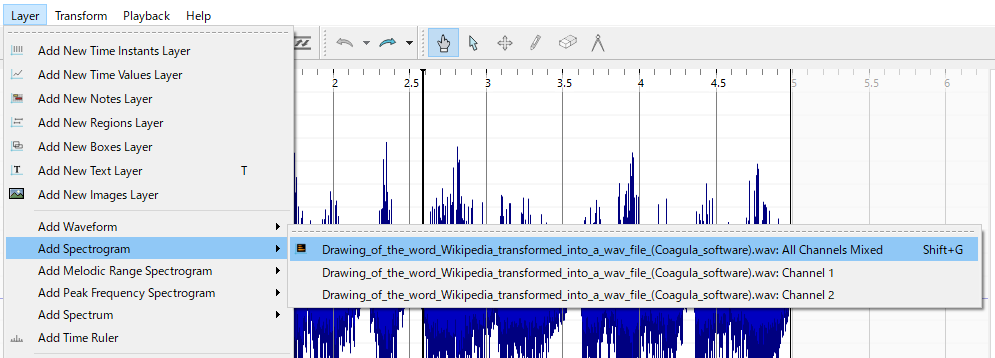 Layer Transform Playback Help
Add New Time Instants Layer
Add New Time Values Layer
Add New Notes Layer
Add New Regions Layer
Add New Boxes Layer
Add New Text Layer T
Add New Images Layer
Add Waveform
Add Spectrogram
Add Melodic Range Spectrogram
Add Peak Frequency Spectrogram
Add Spectrum
Add Time Ruler
2 2.5 3 3.5 4 4.5 5 5.5 6
Drawing_of_the_word_Wikipedia_transformed_into_a_wav_file_(Coagula_software).wav: All Channels Mixed Shift+G
Drawing_of_the_word_Wikipedia_transformed_into_a_wav_file_(Coagula_software).wav: Channel 1
Drawing_of_the_word_Wikipedia_transformed_into_a_wav_file_(Coagula_software).wav: Channel 2